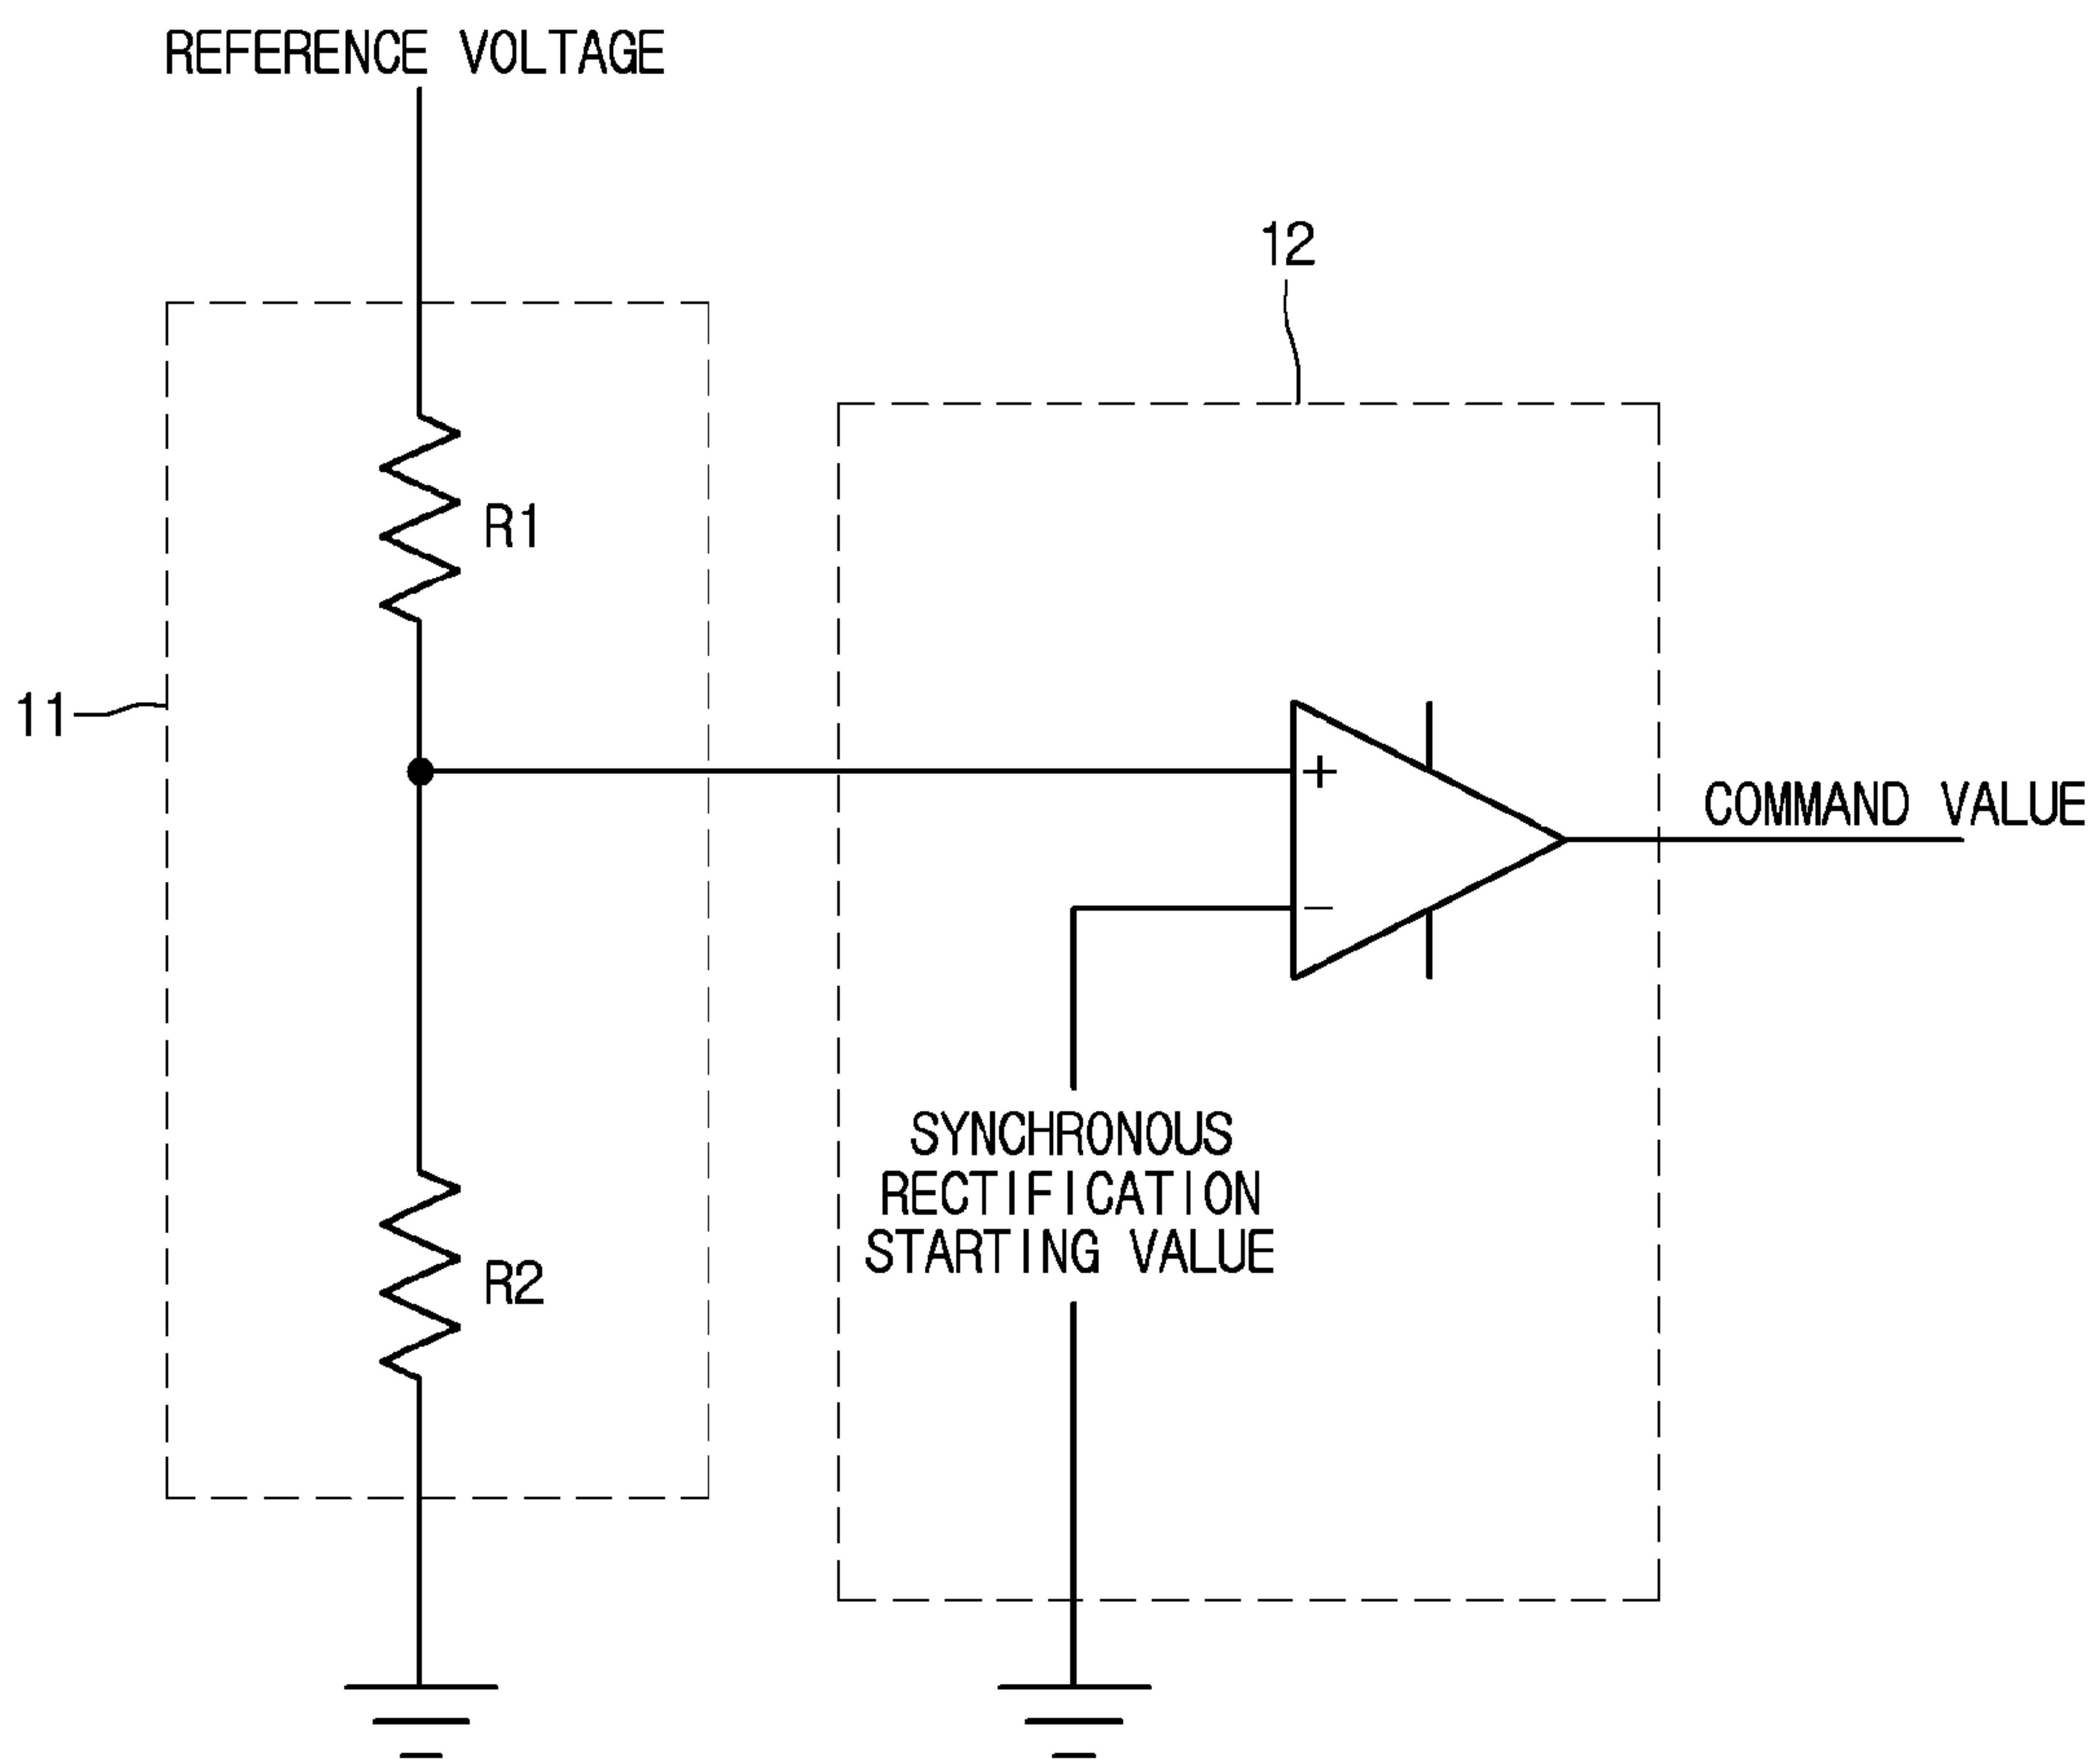 REFERENCE VOLTAGE
12
R1
11
+
COMMAND VALUE
−
SYNCHRONOUS
RECTIFICATION
STARTING VALUE
R2